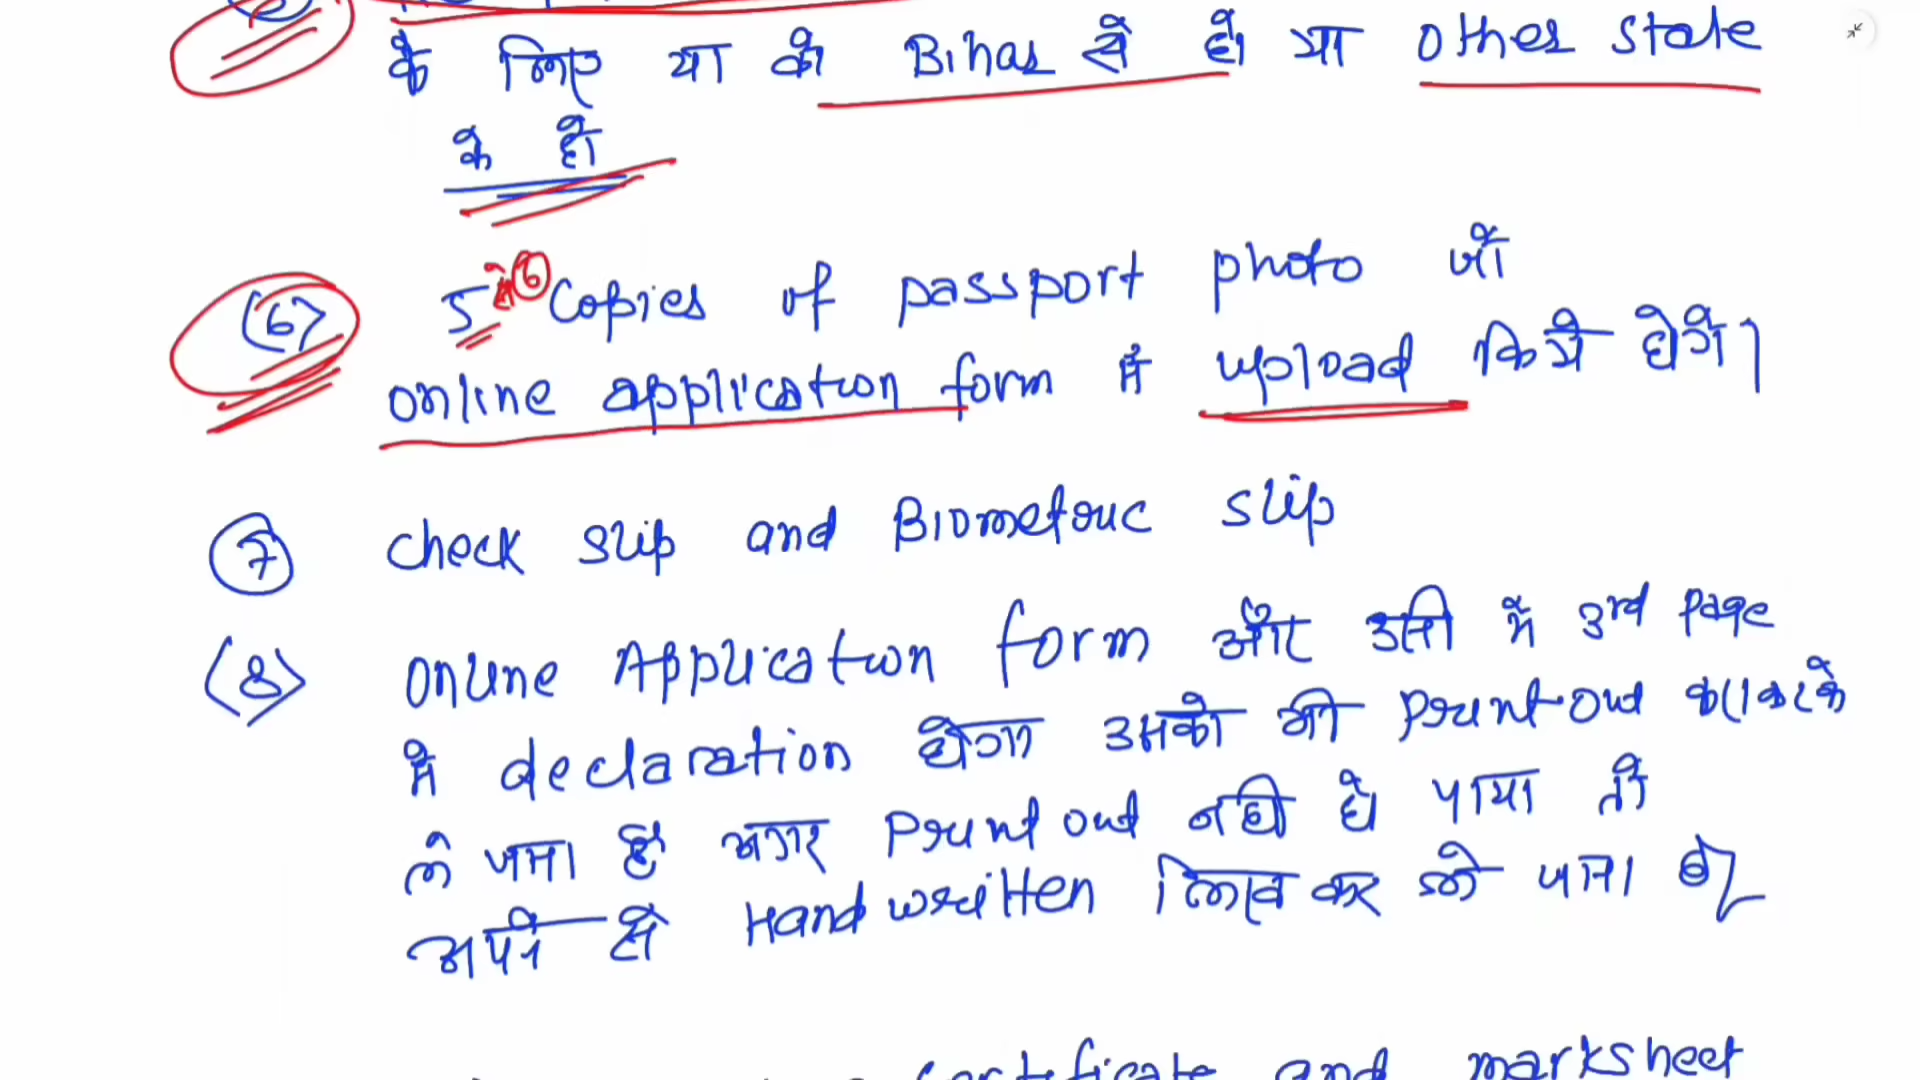 के लिए या वो Bihar से हो या other state
के हो
(6) 5 से 6 copies of passport photo जो
online application form में upload किये होंगे।
7 check slip and Biometric slip
(8) online Application form और उसी में 3rd page
में declaration होगा उसको भी print-out
ले जाना है अगर print out नही हो पाया तो
अपने से Hand written लिख कर ले जाना है
certificate and marksheet